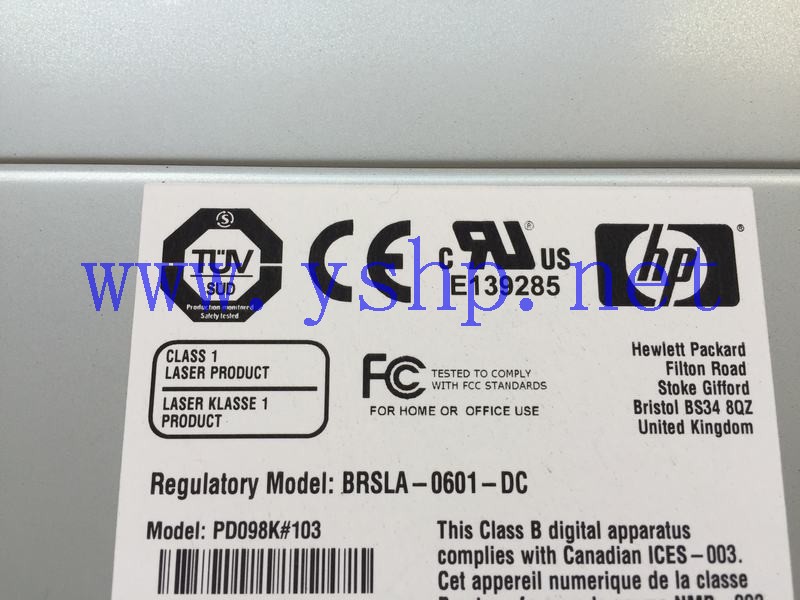 S
TÜV
SÜD
Production monitored
Safety tested
CE
C UR US ®
E139285
hp ®
www.yshp.net
CLASS 1
LASER PRODUCT
LASER KLASSE 1
PRODUCT
FC TESTED TO COMPLY
WITH FCC STANDARDS
FOR HOME OR OFFICE USE
Hewlett Packard
Filton Road
Stoke Gifford
Bristol BS34 8QZ
United Kingdom
Regulatory Model: BRSLA-0601-DC
Model: PD098K#103
This Class B digital apparatus
complies with Canadian ICES-003.
Cet appareil numerique de la classe